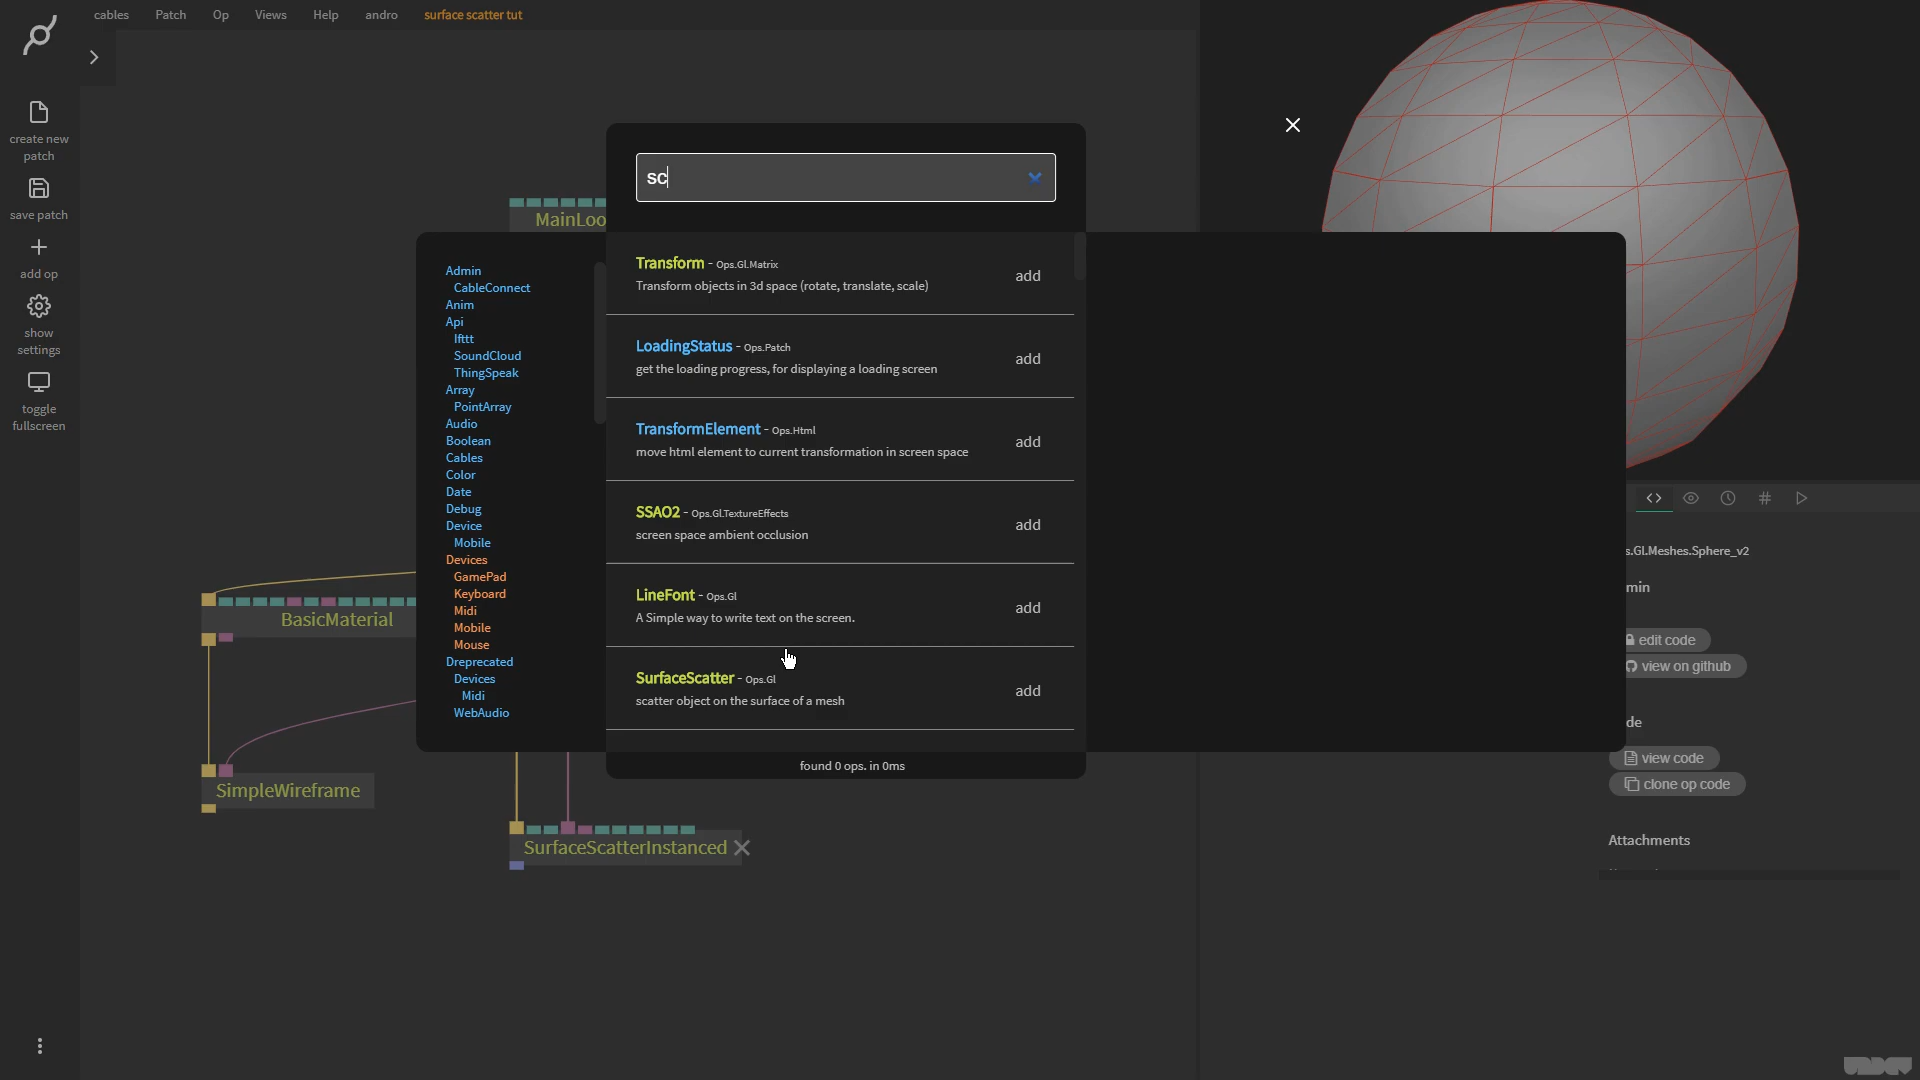 cables Patch Op Views Help andro surface scatter tut
create new
patch
save patch
add op
show
settings
toggle
fullscreen
sc
MainLoo
Admin
CableConnect
Anim
Api
Ifttt
SoundCloud
ThingSpeak
Array
PointArray
Audio
Boolean
Cables
Color
Date
Debug
Device
Mobile
Devices
GamePad
Keyboard
Midi
Mobile
Mouse
Dreprecated
Devices
Midi
WebAudio
Transform - Ops.Gl.Matrix
Transform objects in 3d space (rotate, translate, scale)
add
LoadingStatus - Ops.Patch
get the loading progress, for displaying a loading screen
add
TransformElement - Ops.Html
move html element to current transformation in screen space
add
SSAO2 - Ops.Gl.TextureEffects
screen space ambient occlusion
add
LineFont - Ops.Gl
A Simple way to write text on the screen.
add
SurfaceScatter - Ops.Gl
scatter object on the surface of a mesh
add
found 0 ops. in 0ms
BasicMaterial
SimpleWireframe
SurfaceScatterInstanced
s.Gl.Meshes.Sphere_v2
min
edit code
view on github
de
view code
clone op code
Attachments